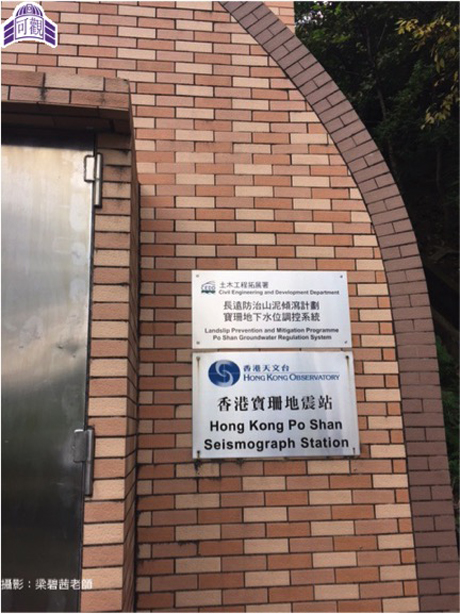 可觀
土木工程拓展署
Civil Engineering and Development Department
長遠防治山泥傾瀉計劃
寶珊地下水位調控系統
Landslip Prevention and Mitigation Programme
Po Shan Groundwater Regulation System
香港天文台
HONG KONG OBSERVATORY
香港寶珊地震站
Hong Kong Po Shan
Seismograph Station
攝影：梁碧茜老師